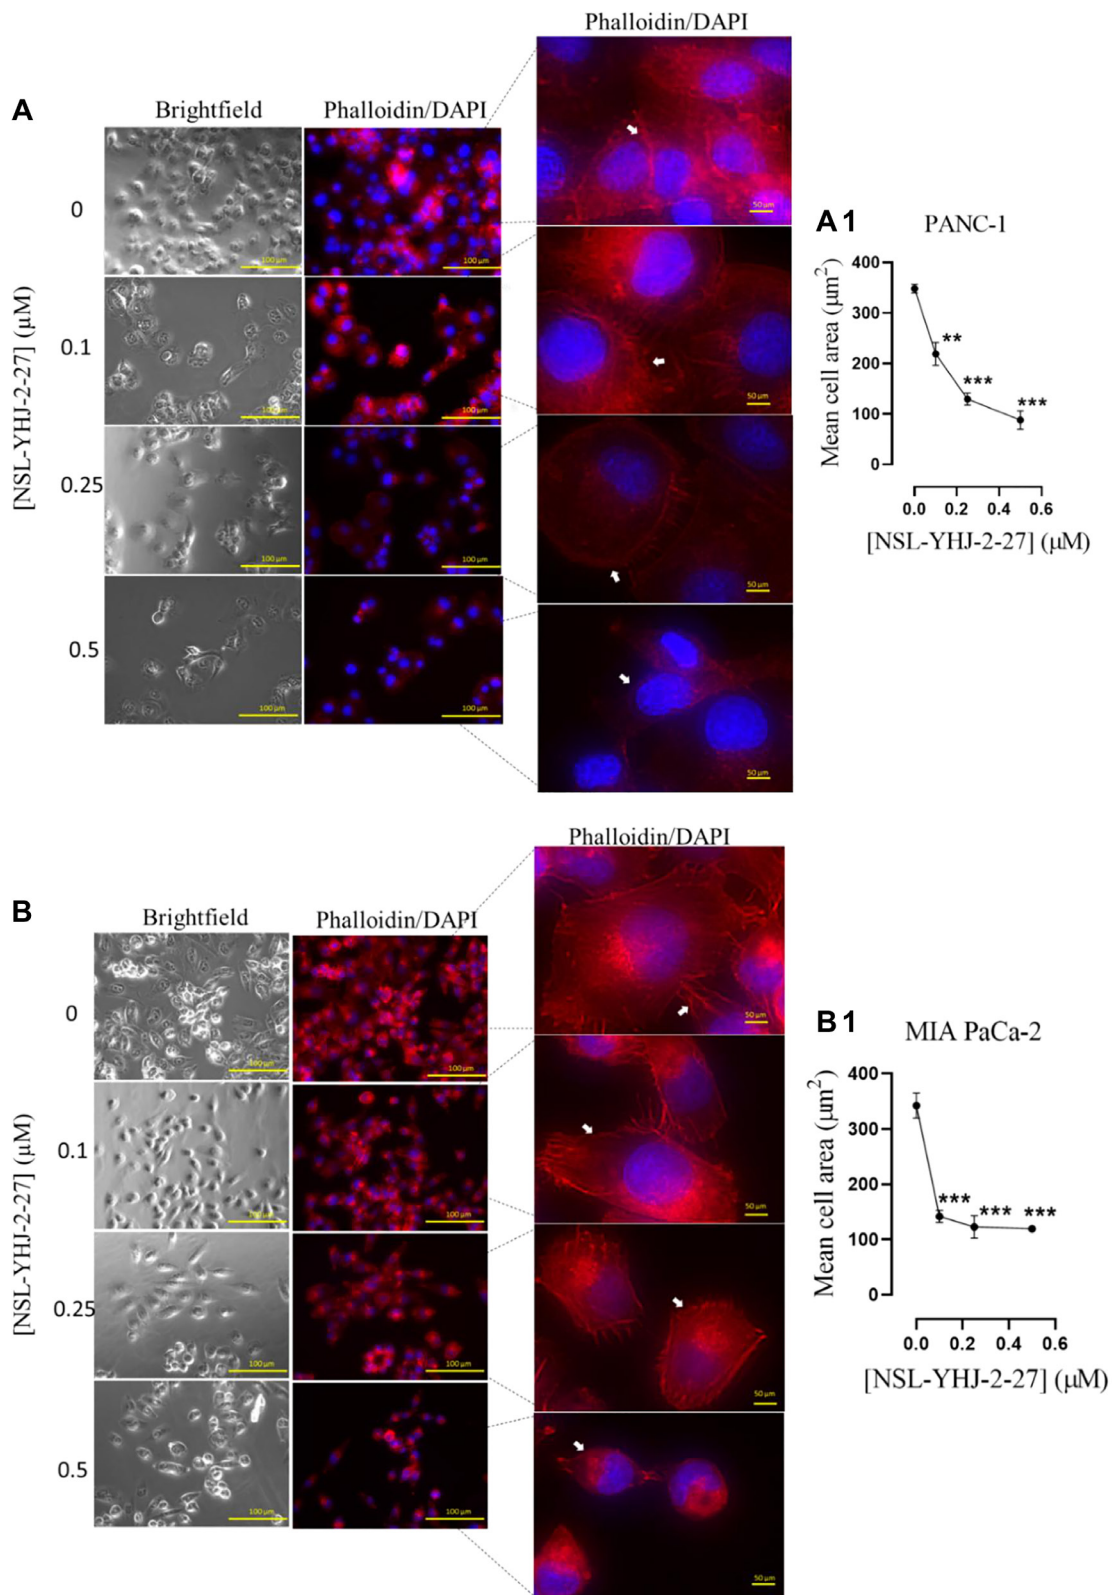 Phalloidin/DAPI
A
Brightfield
Phalloidin/DAPI
[NSL-YHJ-2-27] (μM)
0
100 μm
100 μm
50 μm
0.1
100 μm
100 μm
50 μm
0.25
100 μm
100 μm
50 μm
0.5
100 μm
100 μm
50 μm
A1
PANC-1
Mean cell area (μm²)
400
300
200
100
0
**
***
***
0.0 0.2 0.4 0.6
[NSL-YHJ-2-27] (μM)
Phalloidin/DAPI
B
Brightfield
Phalloidin/DAPI
[NSL-YHJ-2-27] (μM)
0
100 μm
100 μm
50 μm
0.1
100 μm
100 μm
50 μm
0.25
100 μm
100 μm
50 μm
0.5
100 μm
100 μm
50 μm
B1
MIA PaCa-2
Mean cell area (μm²)
400
300
200
100
0
***
***
***
0.0 0.2 0.4 0.6
[NSL-YHJ-2-27] (μM)